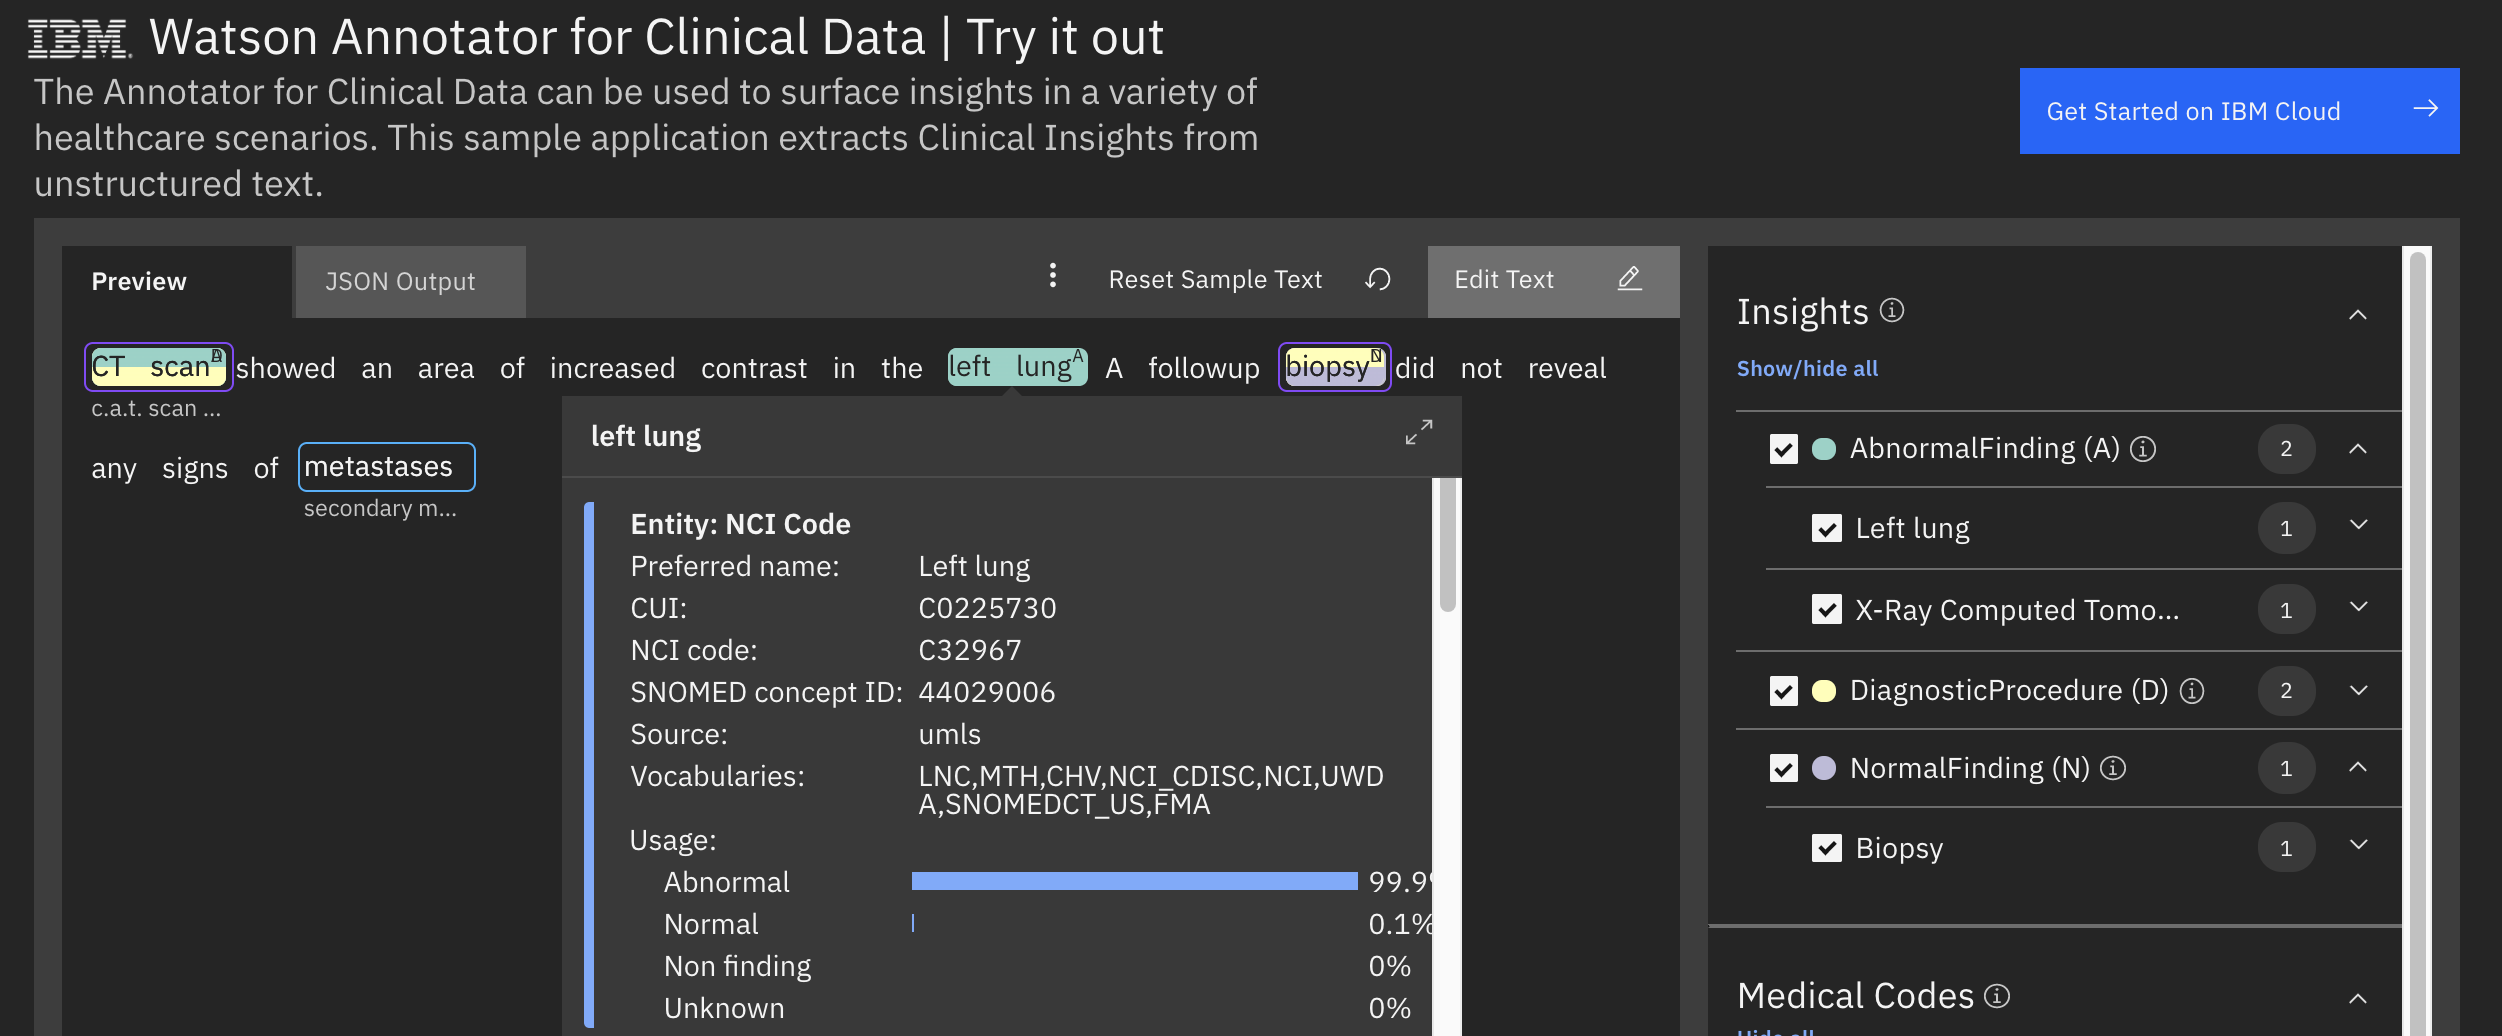 IBM Watson Annotator for Clinical Data | Try it out
The Annotator for Clinical Data can be used to surface insights in a variety of
healthcare scenarios. This sample application extracts Clinical Insights from
unstructured text.
Get Started on IBM Cloud
Preview
JSON Output
Reset Sample Text
Edit Text
CT scan D showed an area of increased contrast in the left lung A A followup biopsy N did not reveal
c.a.t. scan ...
any signs of metastases
secondary m...
left lung
Entity: NCI Code
Preferred name: Left lung
CUI: C0225730
NCI code: C32967
SNOMED concept ID: 44029006
Source: umls
Vocabularies: LNC,MTH,CHV,NCI_CDISC,NCI,UWD
A,SNOMEDCT_US,FMA
Usage:
Abnormal 99.9%
Normal 0.1%
Non finding 0%
Unknown 0%
Insights
Show/hide all
AbnormalFinding (A) 2
Left lung 1
X-Ray Computed Tomo... 1
DiagnosticProcedure (D) 2
NormalFinding (N) 1
Biopsy 1
Medical Codes
Hide all